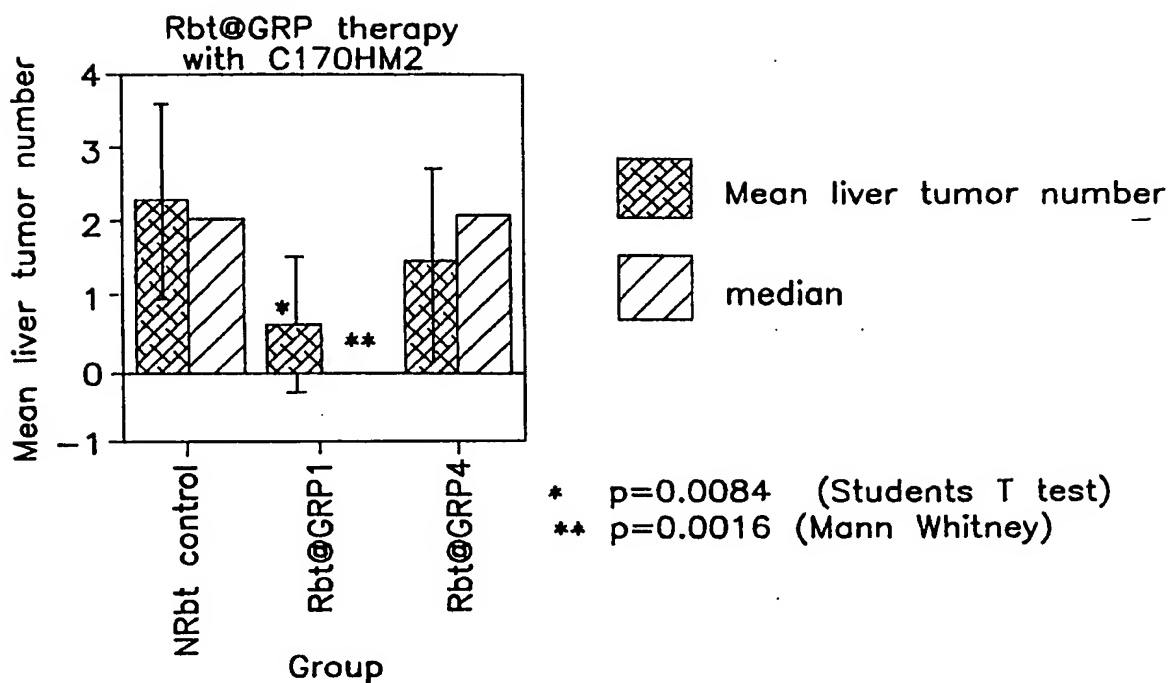 Rbt@GRP therapy
with C170HM2
Mean liver tumor number
4
3
2
1
0
-1
*
**
NRbt control
Rbt@GRP1
Rbt@GRP4
Group
Mean liver tumor number
median
* p=0.0084 (Students T test)
** p=0.0016 (Mann Whitney)